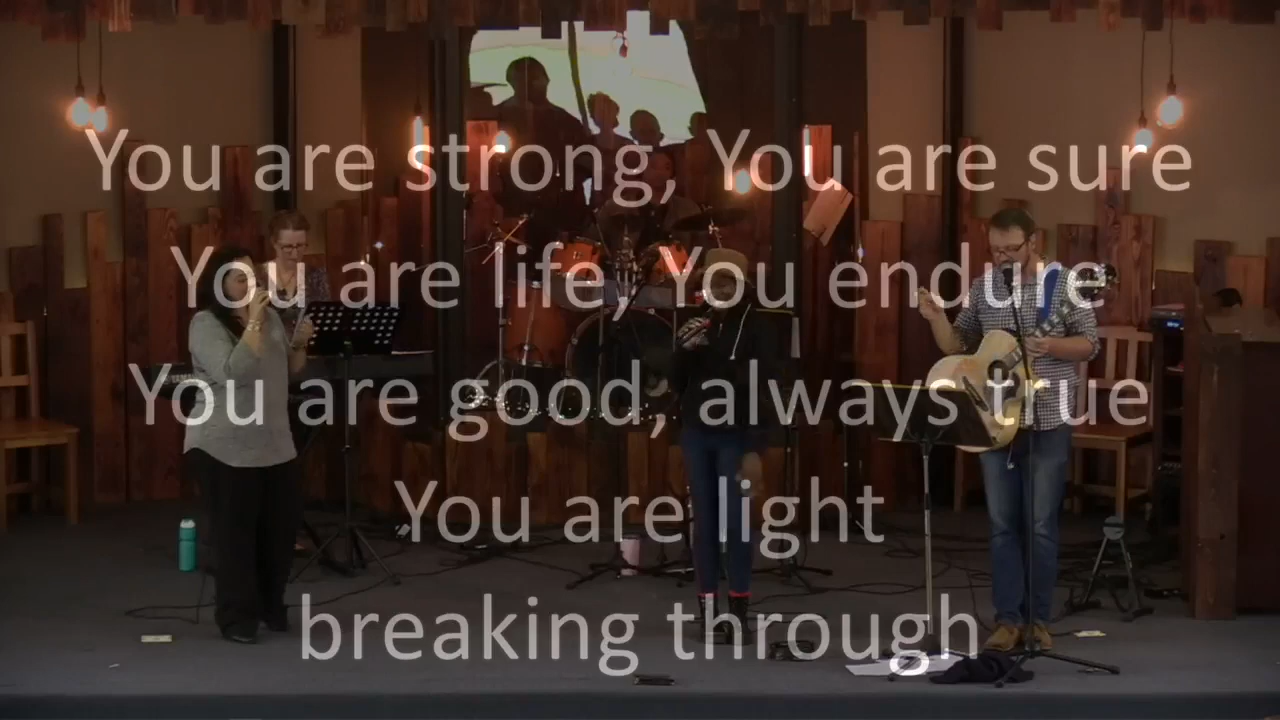 You are strong, You are sure
You are life, You endure
You are good, always true
You are light
breaking through